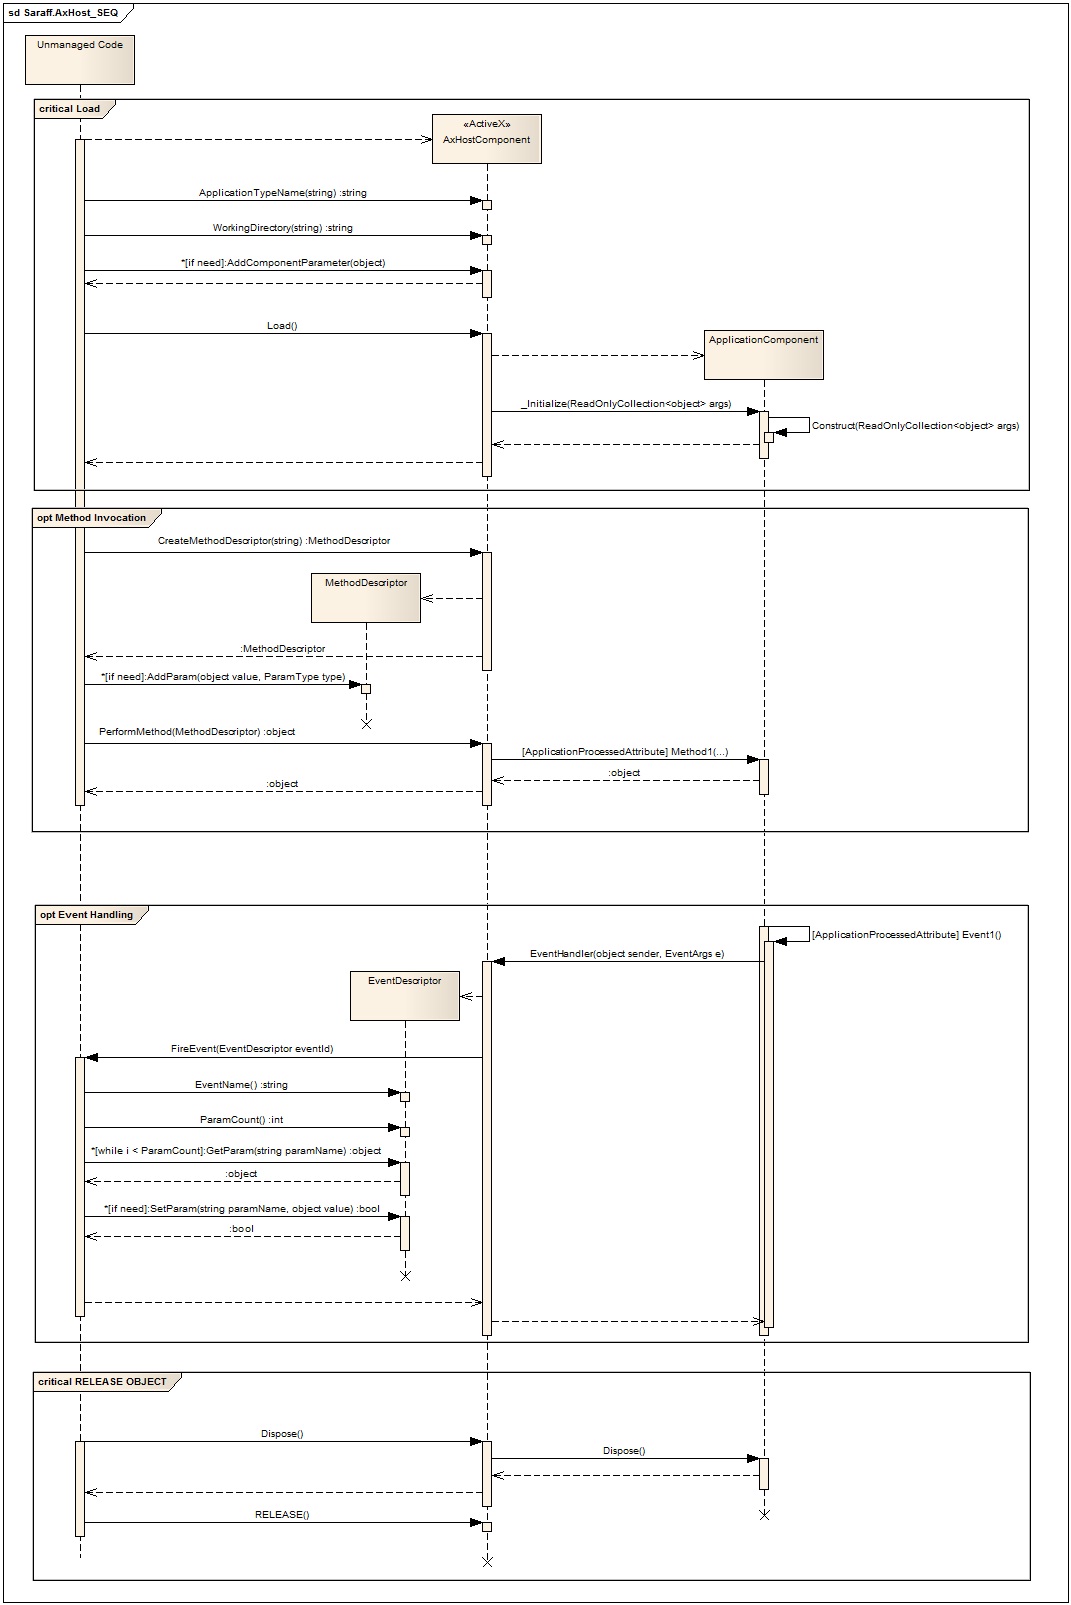 sd Saraff.AxHost_SEQ
Unmanaged Code
critical Load
«ActiveX»
AxHostComponent
ApplicationTypeName(string) :string
WorkingDirectory(string) :string
*[if need]:AddComponentParameter(object)
Load()
ApplicationComponent
_Initialize(ReadOnlyCollection<object> args)
Construct(ReadOnlyCollection<object> args)
opt Method Invocation
CreateMethodDescriptor(string) :MethodDescriptor
MethodDescriptor
:MethodDescriptor
*[if need]:AddParam(object value, ParamType type)
PerformMethod(MethodDescriptor) :object
[ApplicationProcessedAttribute] Method1(...)
:object
:object
opt Event Handling
[ApplicationProcessedAttribute] Event1()
EventHandler(object sender, EventArgs e)
EventDescriptor
FireEvent(EventDescriptor eventId)
EventName() :string
ParamCount() :int
*[while i < ParamCount]:GetParam(string paramName) :object
:object
*[if need]:SetParam(string paramName, object value) :bool
:bool
critical RELEASE OBJECT
Dispose()
Dispose()
RELEASE()